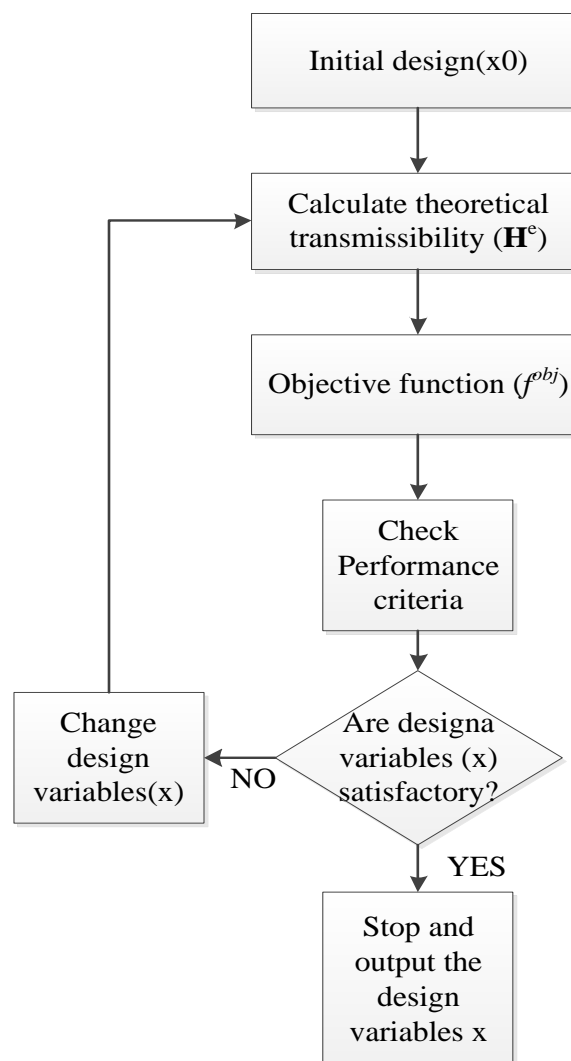 Initial design(x0)
Calculate theoretical
transmissibility (Hᵉ)
Objective function (fᵒᵇʲ)
Check
Performance
criteria
Are designa
variables (x)
satisfactory?
NO
Change
design
variables(x)
YES
Stop and
output the
design
variables x